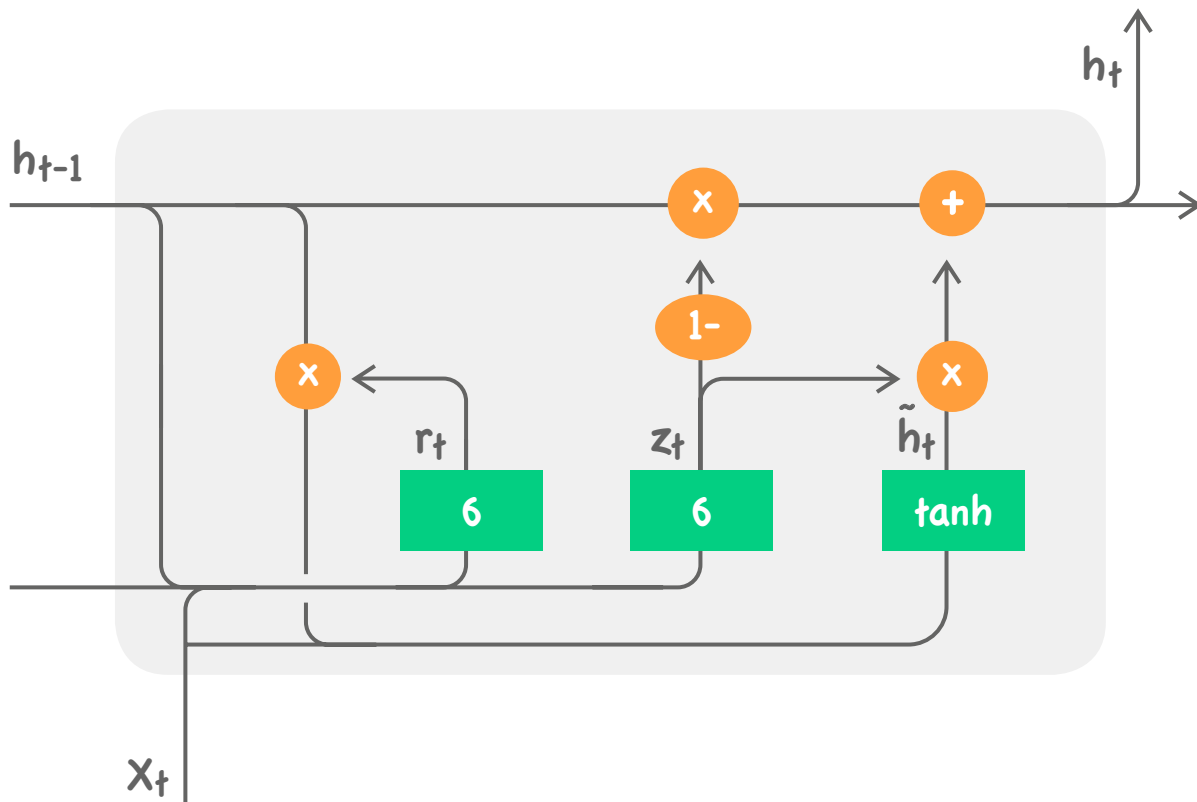 hₜ
hₜ₋₁
x
+
1-
x
x
rₜ
zₜ
h̃ₜ
6
6
tanh
xₜ